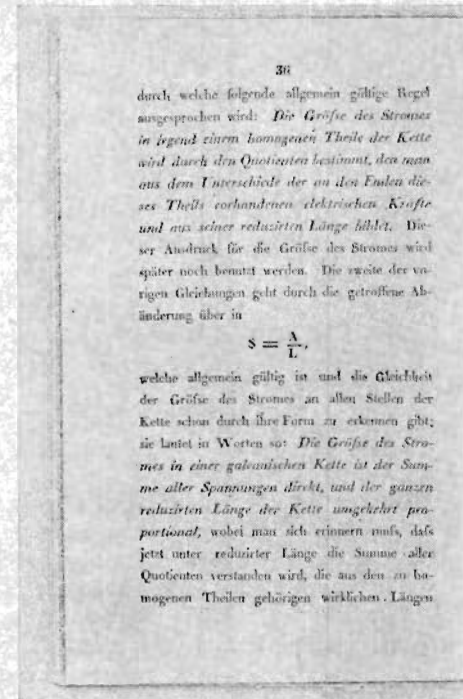 36
durch welche folgende allgemein gültige Regel
ausgesprochen wird: Die Größe des Stromes
in irgend einem homogenen Theile der Kette
wird durch den Quotienten bestimmt, den man
aus dem Unterschiede der an den Enden die-
ses Theils vorhandenen elektrischen Kräfte
und aus seiner reduzirten Länge bildet. Die-
ser Ausdruck für die Größe des Stromes wird
später noch benutzt werden. Die zweite der vo-
rigen Gleichungen geht durch die getroffene Ab-
änderung über in
S = A/L,
welche allgemein gültig ist und die Gleichheit
der Größe des Stromes an allen Stellen der
Kette schon durch ihre Form zu erkennen gibt;
sie lautet in Worten so: Die Größe des Stro-
mes in einer galvanischen Kette ist der Sum-
me aller Spannungen direkt, und der ganzen
reduzirten Länge der Kette umgekehrt pro-
portional, wobei man sich erinnern muß, daß
jetzt unter reduzirter Länge die Summe aller
Quotienten verstanden wird, die aus den zu ho-
mogenen Theilen gehörigen wirklichen Längen